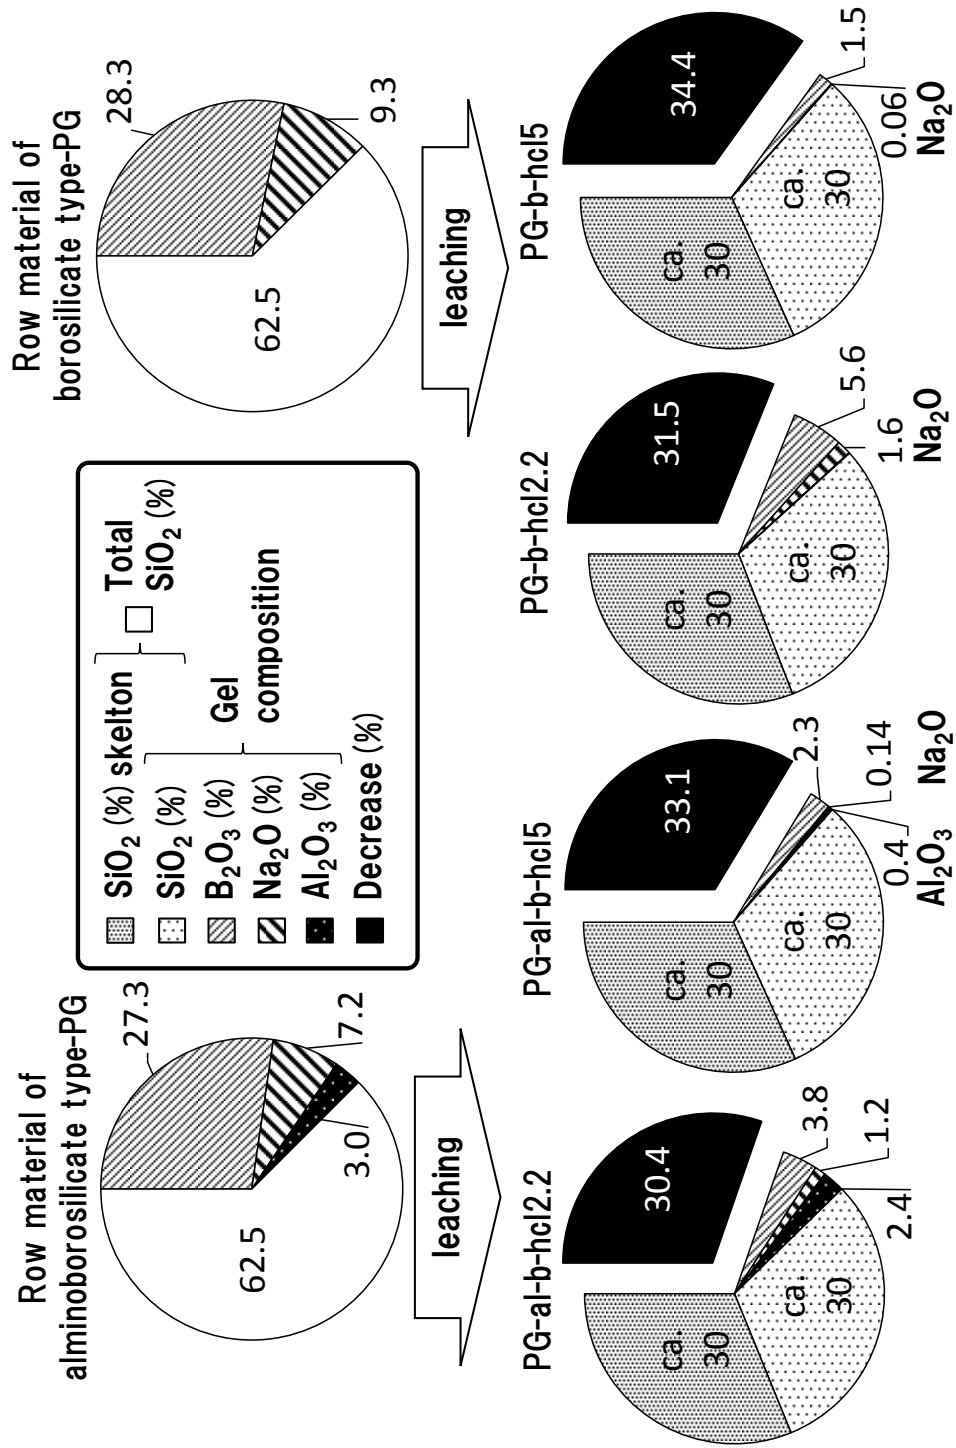 Row material of
alminoborosilicate type-PG
27.3
7.2
3.0
62.5
SiO₂ (%) skelton
SiO₂ (%)
B₂O₃ (%)
Na₂O (%)
Al₂O₃ (%)
Decrease (%)
Gel
composition
Total
SiO₂ (%)
Row material of
borosilicate type-PG
28.3
9.3
62.5
leaching
leaching
PG-al-b-hcl2.2
30.4
3.8
1.2
2.4
ca.
30
ca.
30
PG-al-b-hcl5
33.1
2.3
0.14
Na₂O
0.4
Al₂O₃
ca.
30
ca.
30
PG-b-hcl2.2
31.5
5.6
1.6
Na₂O
ca.
30
ca.
30
PG-b-hcl5
34.4
1.5
0.06
Na₂O
ca.
30
ca.
30